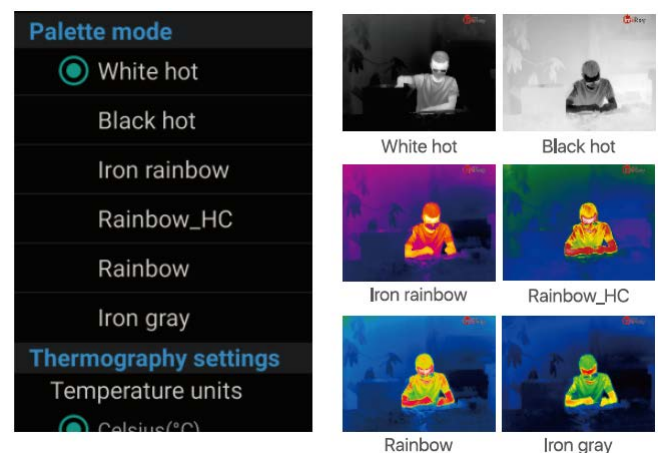 Palette mode
White hot
Black hot
Iron rainbow
Rainbow_HC
Rainbow
Iron gray
Thermography settings
Temperature units
Celsius(°C)
White hot
Black hot
Iron rainbow
Rainbow_HC
Rainbow
Iron gray